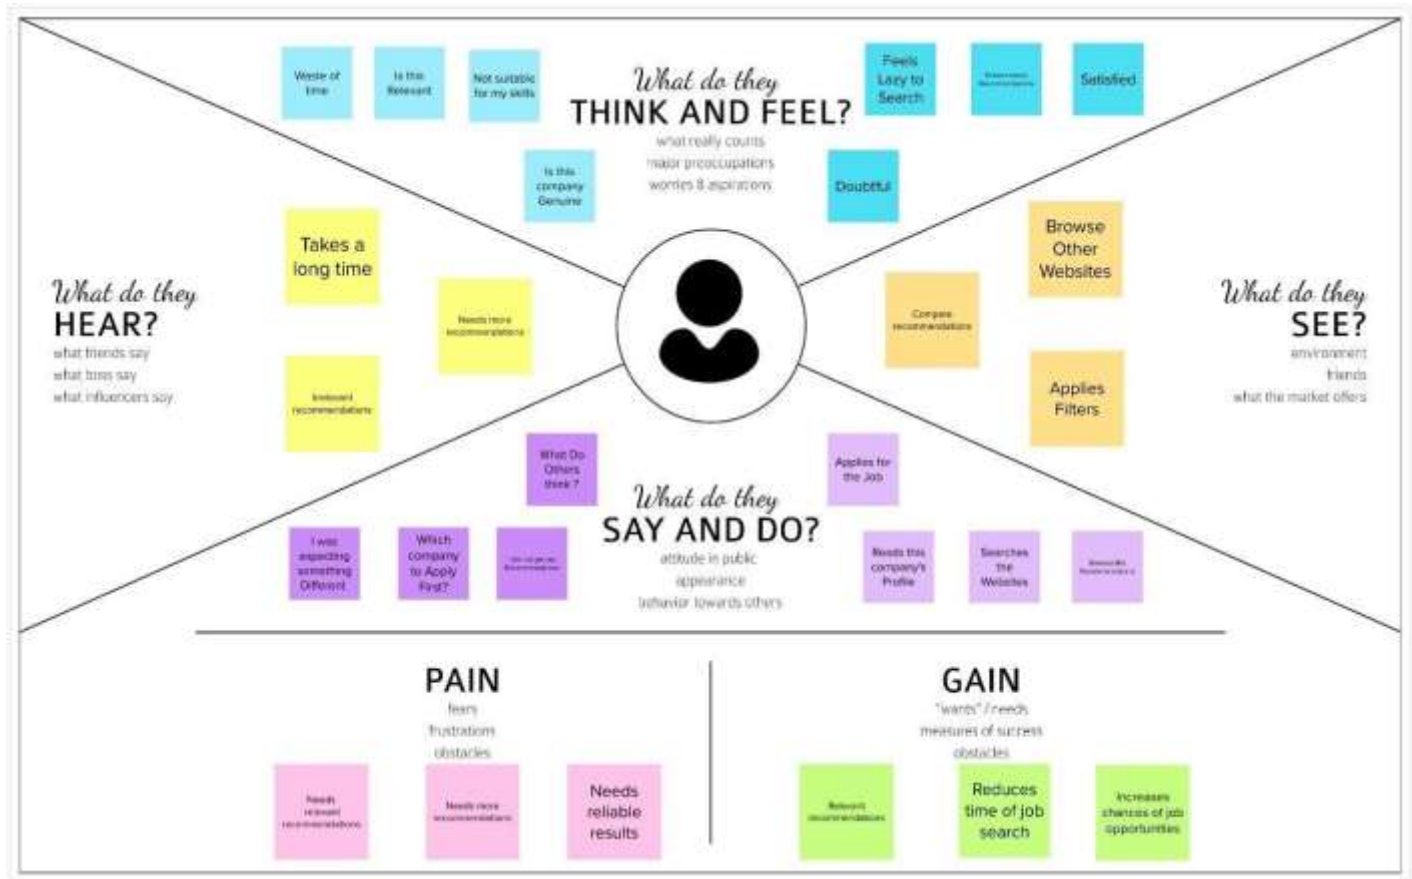 What do they
THINK AND FEEL?
what really counts
major preoccupations
worries & aspirations
Waste of
time
Is this
Relevant
Not suitable
for my skills
Is this
company
Genuine
Feels
Lazy to
Search
Satisfied
Doubtful
What do they
HEAR?
what friends say
what boss say
what influencers say
Takes a
long time
Needs more
recommendations
Irrelevant
recommendations
What do they
SEE?
environment
friends
what the market offers
Browse
Other
Websites
Compare
recommendations
Applies
Filters
What do they
SAY AND DO?
attitude in public
appearance
behavior towards others
What Do
Others
think ?
I was
expecting
something
Different
Which
company
to Apply
First?
Applies for
the Job
this
company's
Profile
Searches
the
Websites
PAIN
fears
frustrations
obstacles
Needs
relevant
recommendations
Needs more
recommendations
Needs
reliable
results
GAIN
"wants" / needs
measures of success
obstacles
Relevant
recommendations
Reduces
time of job
search
Increases
chances of job
opportunities